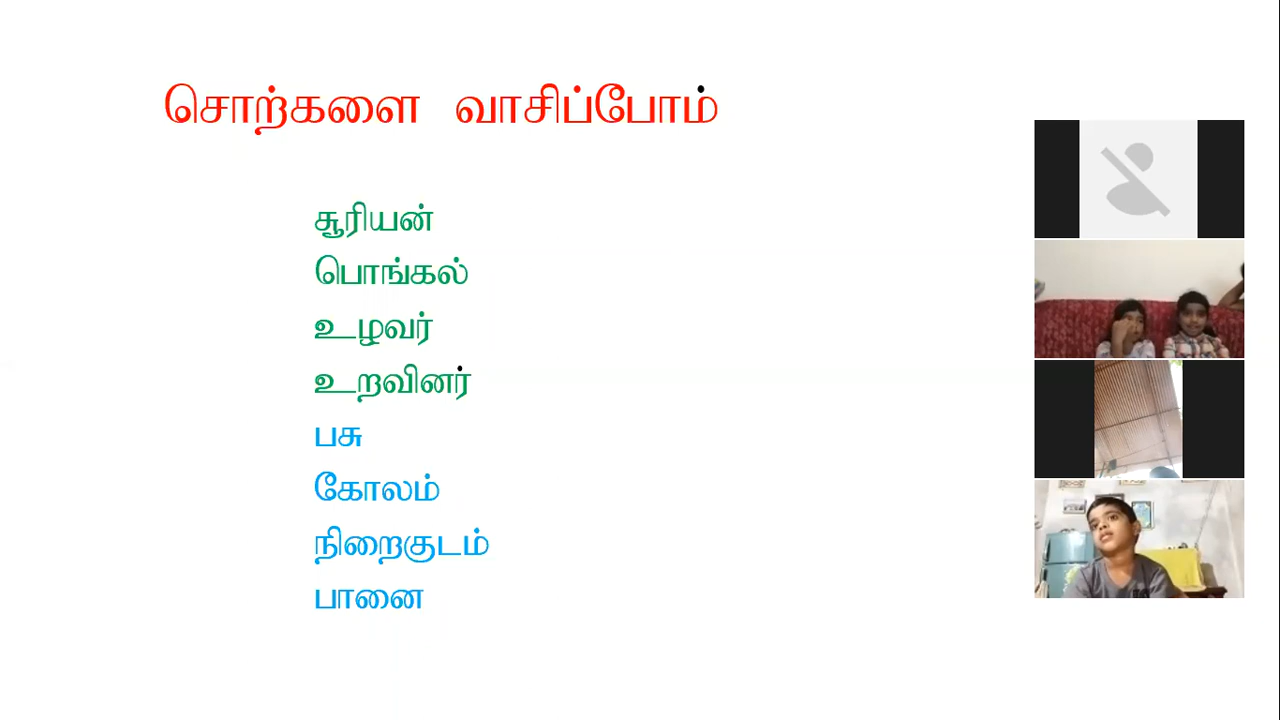 சொற்களை வாசிப்போம்
சூரியன்
பொங்கல்
உழவர்
உறவினர்
பசு
கோலம்
நிறைகுடம்
பானை